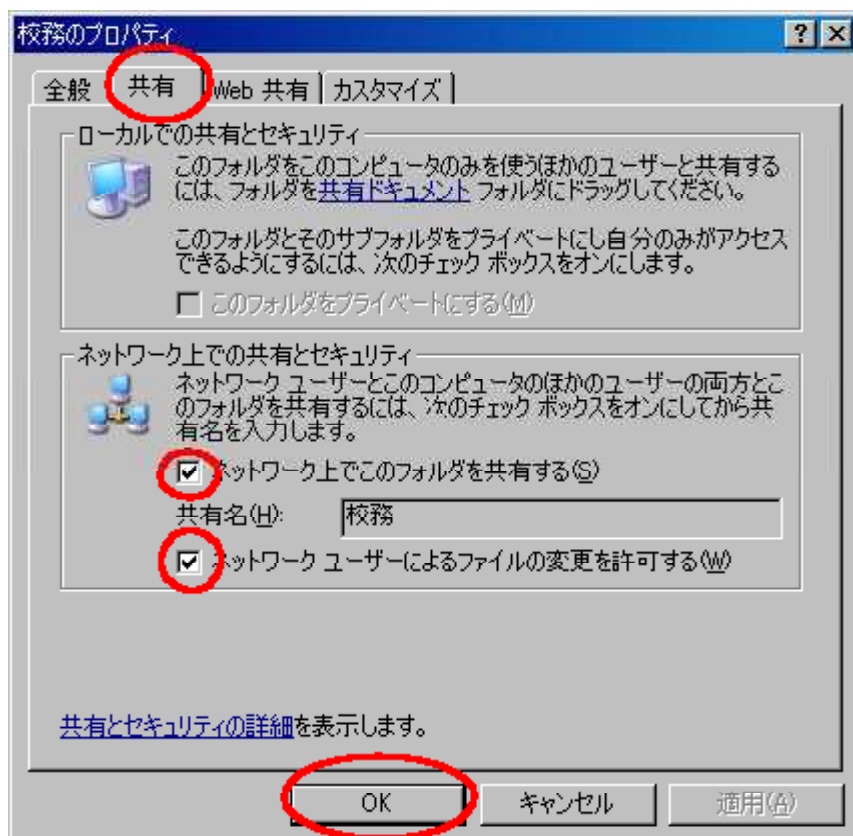 校務のプロパティ
全般 共有 Web 共有 カスタマイズ
ローカルでの共有とセキュリティ
このフォルダをこのコンピュータのみを使うほかのユーザーと共有する
には、フォルダを共有ドキュメント フォルダにドラッグしてください。
このフォルダとそのサブフォルダをプライベートにし自分のみがアクセス
できるようにするには、次のチェック ボックスをオンにします。
このフォルダをプライベートにする(M)
ネットワーク上での共有とセキュリティ
ネットワーク ユーザーとこのコンピュータのほかのユーザーの両方とこ
のフォルダを共有するには、次のチェック ボックスをオンにしてから共
有名を入力します。
ネットワーク上でこのフォルダを共有する(S)
共有名(H): 校務
ネットワーク ユーザーによるファイルの変更を許可する(W)
共有とセキュリティの詳細を表示します。
OK キャンセル 適用(A)